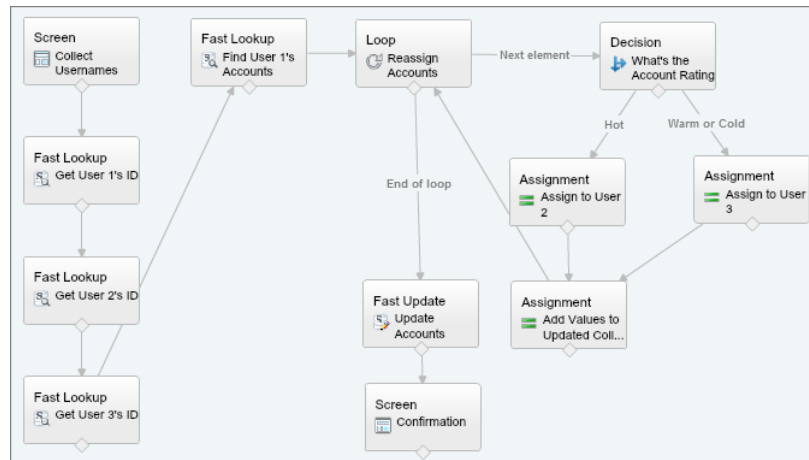 Screen
Collect
Usernames
Fast Lookup
Get User 1's ID
Fast Lookup
Get User 2's ID
Fast Lookup
Get User 3's ID
Fast Lookup
Find User 1's
Accounts
Loop
Reassign
Accounts
Next element
Decision
What's the
Account Rating
Hot
Warm or Cold
Assignment
Assign to User
2
Assignment
Assign to User
3
Assignment
Add Values to
Updated Coll...
End of loop
Fast Update
Update
Accounts
Screen
Confirmation